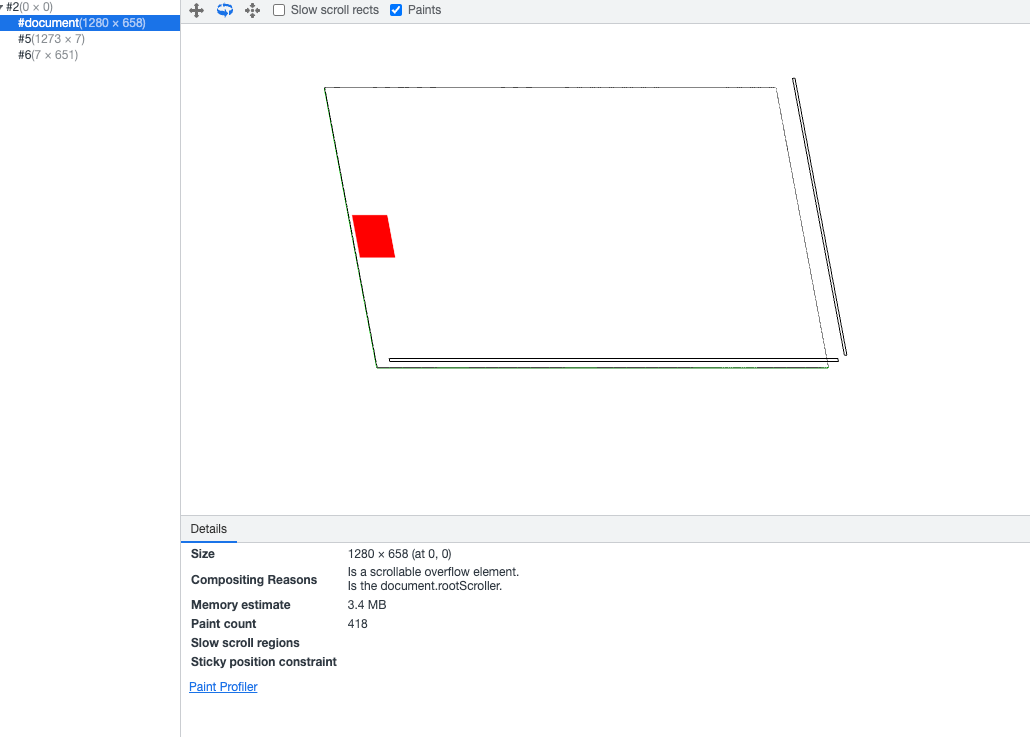 #2(0 × 0)
#document(1280 × 658)
#5(1273 × 7)
#6(7 × 651)
Slow scroll rects Paints
Details
Size 1280 × 658 (at 0, 0)
Compositing Reasons Is a scrollable overflow element.
Is the document.rootScroller.
Memory estimate 3.4 MB
Paint count 418
Slow scroll regions
Sticky position constraint
Paint Profiler